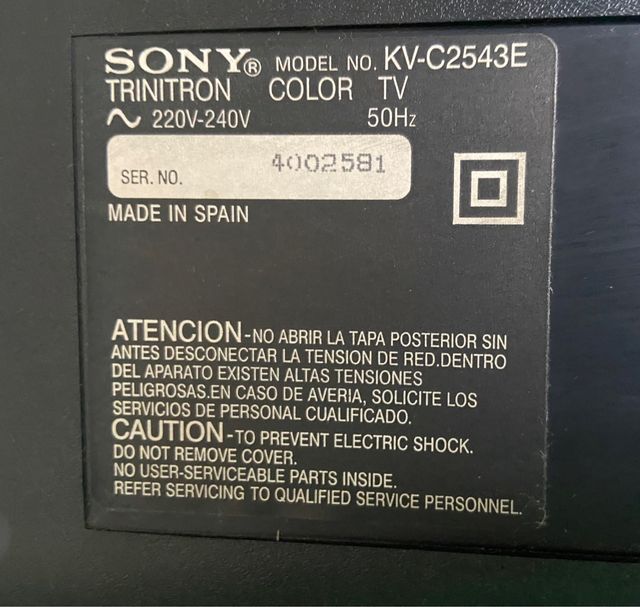 SONY® MODEL NO. KV-C2543E
TRINITRON COLOR TV
~ 220V-240V 50Hz
SER. NO. 4002581
MADE IN SPAIN
ATENCION-NO ABRIR LA TAPA POSTERIOR SIN
ANTES DESCONECTAR LA TENSION DE RED.DENTRO
DEL APARATO EXISTEN ALTAS TENSIONES
PELIGROSAS.EN CASO DE AVERIA, SOLICITE LOS
SERVICIOS DE PERSONAL CUALIFICADO.
CAUTION-TO PREVENT ELECTRIC SHOCK.
DO NOT REMOVE COVER.
NO USER-SERVICEABLE PARTS INSIDE.
REFER SERVICING TO QUALIFIED SERVICE PERSONNEL.